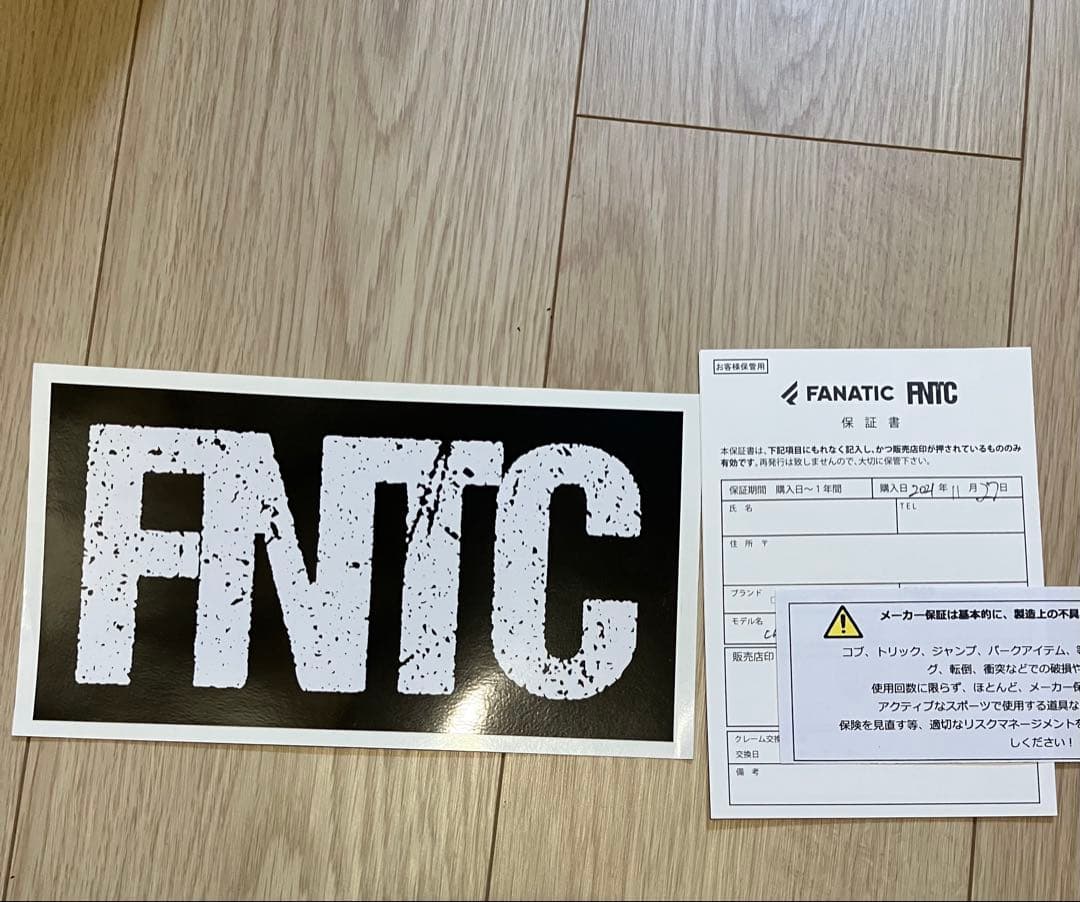 FNTC
お客様保管用
FANATIC FNTC
保証書
本保証書は、下記項目にもれなく記入し、かつ販売店印が押されているもののみ
有効です。再発行は致しませんので、大切に保管下さい。
保証期間 購入日〜1年間 購入日 2021年 11月 27日
氏名 TEL
住所 〒
ブランド
モデル名
販売店印
クレーム交換
交換日
備考
メーカー保証は基本的に、製造上の不具
コブ、トリック、ジャンプ、パークアイテム、
グ、転倒、衝突などでの破損や
使用回数に限らず、ほとんど、メーカー保
アクティブなスポーツで使用する道具な
保険を見直す等、適切なリスクマネージメントを
しください！